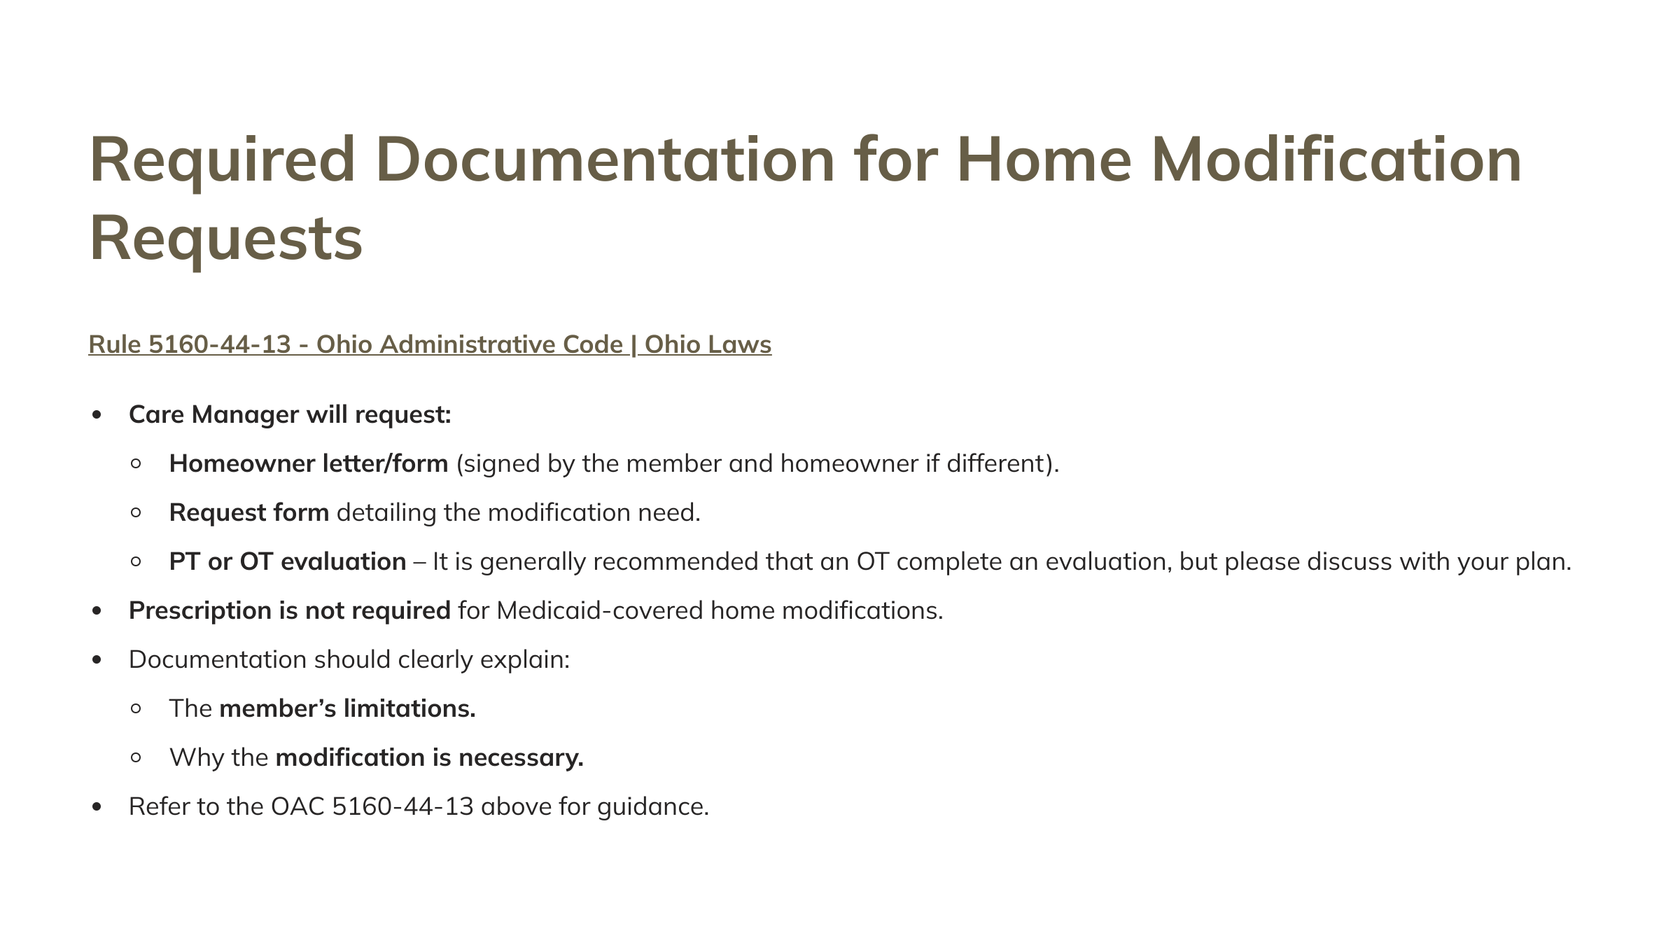 Required Documentation for Home Modification
Requests
Rule 5160-44-13 - Ohio Administrative Code | Ohio Laws
• Care Manager will request:
○ Homeowner letter/form (signed by the member and homeowner if different).
○ Request form detailing the modification need.
○ PT or OT evaluation – It is generally recommended that an OT complete an evaluation, but please discuss with your plan.
• Prescription is not required for Medicaid-covered home modifications.
• Documentation should clearly explain:
○ The member’s limitations.
○ Why the modification is necessary.
• Refer to the OAC 5160-44-13 above for guidance.